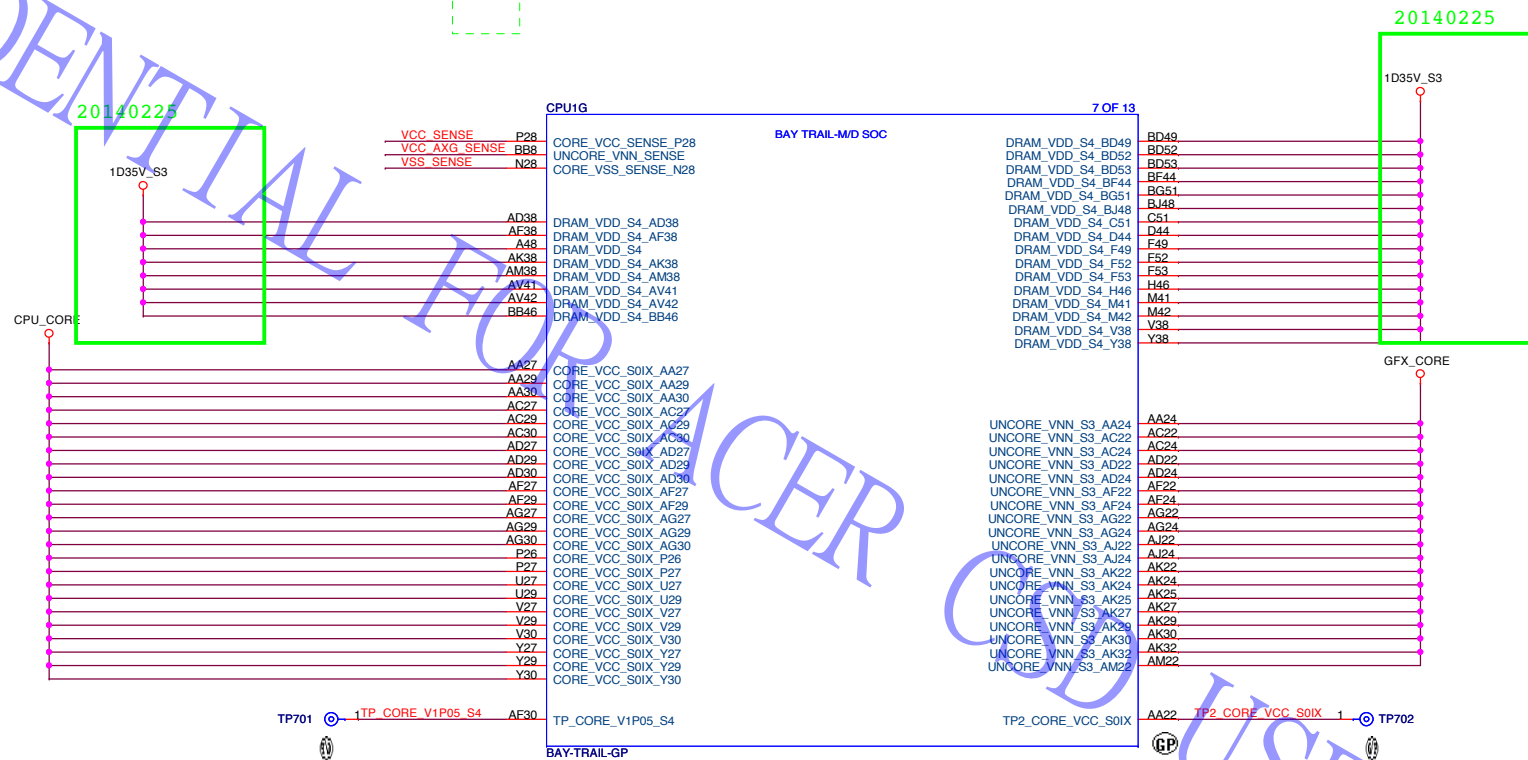 20140225
20140225
1D35V_S3
CPU1G
7 OF 13
BAY TRAIL-M/D SOC
VCC_SENSE P28 CORE_VCC_SENSE_P28
VCC_AXG_SENSE BB8 UNCORE_VNN_SENSE
VSS_SENSE N28 CORE_VSS_SENSE_N28
1D35V_S3
AD38 DRAM_VDD_S4_AD38
AF38 DRAM_VDD_S4_AF38
A48 DRAM_VDD_S4
AK38 DRAM_VDD_S4_AK38
AM38 DRAM_VDD_S4_AM38
AV41 DRAM_VDD_S4_AV41
AV42 DRAM_VDD_S4_AV42
BB46 DRAM_VDD_S4_BB46
DRAM_VDD_S4_BD49 BD49
DRAM_VDD_S4_BD52 BD52
DRAM_VDD_S4_BD53 BD53
DRAM_VDD_S4_BF44 BF44
DRAM_VDD_S4_BG51 BG51
DRAM_VDD_S4_BJ48 BJ48
DRAM_VDD_S4_C51 C51
DRAM_VDD_S4_D44 D44
DRAM_VDD_S4_F49 F49
DRAM_VDD_S4_F52 F52
DRAM_VDD_S4_F53 F53
DRAM_VDD_S4_H46 H46
DRAM_VDD_S4_M41 M41
DRAM_VDD_S4_M42 M42
DRAM_VDD_S4_V38 V38
DRAM_VDD_S4_Y38 Y38
CPU_CORE
AA27 CORE_VCC_S0IX_AA27
AA29 CORE_VCC_S0IX_AA29
AA30 CORE_VCC_S0IX_AA30
AC27 CORE_VCC_S0IX_AC27
AC29 CORE_VCC_S0IX_AC29
AC30 CORE_VCC_S0IX_AC30
AD27 CORE_VCC_S0IX_AD27
AD29 CORE_VCC_S0IX_AD29
AD30 CORE_VCC_S0IX_AD30
AF27 CORE_VCC_S0IX_AF27
AF29 CORE_VCC_S0IX_AF29
AG27 CORE_VCC_S0IX_AG27
AG29 CORE_VCC_S0IX_AG29
AG30 CORE_VCC_S0IX_AG30
P26 CORE_VCC_S0IX_P26
P27 CORE_VCC_S0IX_P27
U27 CORE_VCC_S0IX_U27
U29 CORE_VCC_S0IX_U29
V27 CORE_VCC_S0IX_V27
V29 CORE_VCC_S0IX_V29
V30 CORE_VCC_S0IX_V30
Y27 CORE_VCC_S0IX_Y27
Y29 CORE_VCC_S0IX_Y29
Y30 CORE_VCC_S0IX_Y30
GFX_CORE
UNCORE_VNN_S3_AA24 AA24
UNCORE_VNN_S3_AC22 AC22
UNCORE_VNN_S3_AC24 AC24
UNCORE_VNN_S3_AD22 AD22
UNCORE_VNN_S3_AD24 AD24
UNCORE_VNN_S3_AF22 AF22
UNCORE_VNN_S3_AF24 AF24
UNCORE_VNN_S3_AG22 AG22
UNCORE_VNN_S3_AG24 AG24
UNCORE_VNN_S3_AJ22 AJ22
UNCORE_VNN_S3_AJ24 AJ24
UNCORE_VNN_S3_AK22 AK22
UNCORE_VNN_S3_AK24 AK24
UNCORE_VNN_S3_AK25 AK25
UNCORE_VNN_S3_AK27 AK27
UNCORE_VNN_S3_AK29 AK29
UNCORE_VNN_S3_AK30 AK30
UNCORE_VNN_S3_AK32 AK32
UNCORE_VNN_S3_AM22 AM22
TP701 1 TP_CORE_V1P05_S4 AF30 TP_CORE_V1P05_S4
TP2_CORE_VCC_S0IX AA22 TP2_CORE_VCC_S0IX 1 TP702
BAY-TRAIL-GP
GP
DENTIAL FOR ACER CSD USE